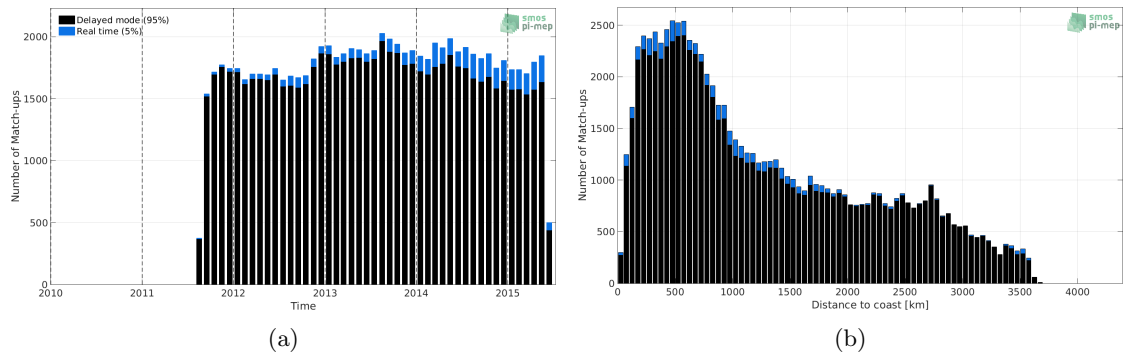 Delayed mode (95%)
Real time (5%)
smos
pi-mep
Number of Match-ups
2000
1500
1000
500
0
2010
2011
2012
2013
2014
2015
Time
(a)
smos
pi-mep
Number of Match-ups
2500
2000
1500
1000
500
0
0
500
1000
1500
2000
2500
3000
3500
4000
Distance to coast [km]
(b)